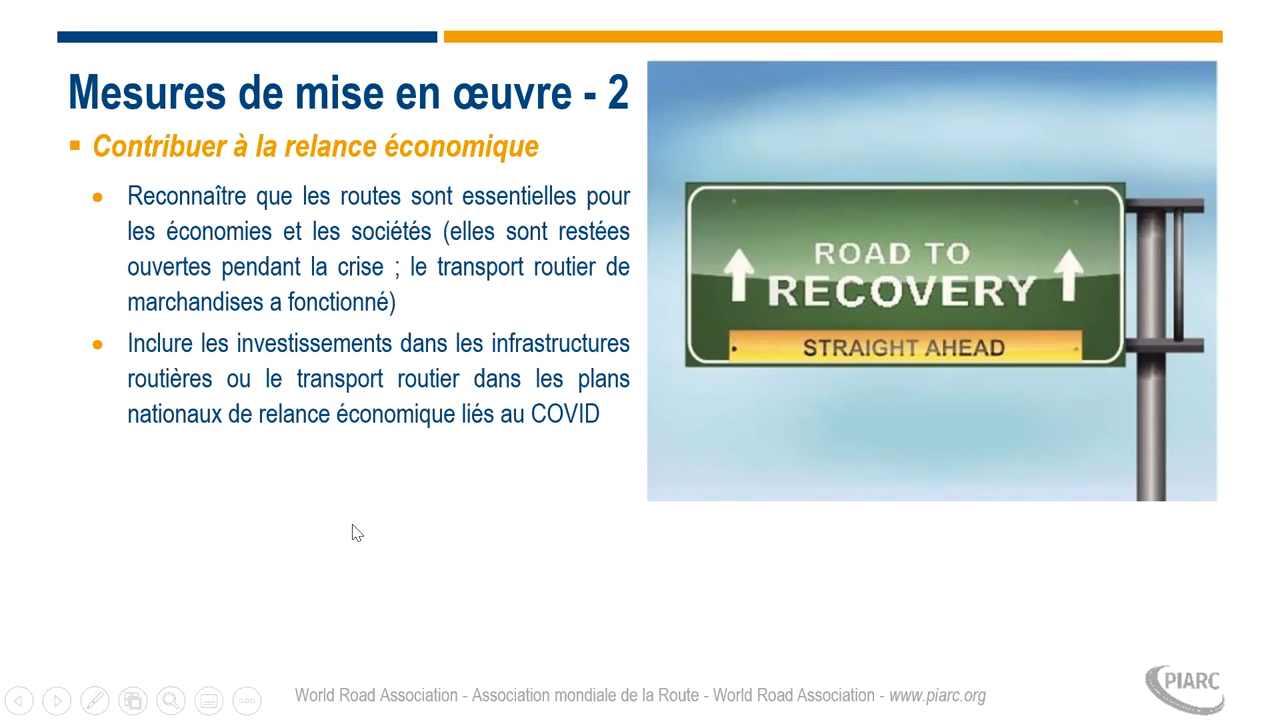 Mesures de mise en œuvre - 2
Contribuer à la relance économique
Reconnaître que les routes sont essentielles pour
les économies et les sociétés (elles sont restées
ouvertes pendant la crise ; le transport routier de
marchandises a fonctionné)
Inclure les investissements dans les infrastructures
routières ou le transport routier dans les plans
nationaux de relance économique liés au COVID
ROAD TO
RECOVERY
STRAIGHT AHEAD
World Road Association - Association mondiale de la Route - World Road Association - www.piarc.org
PIARC